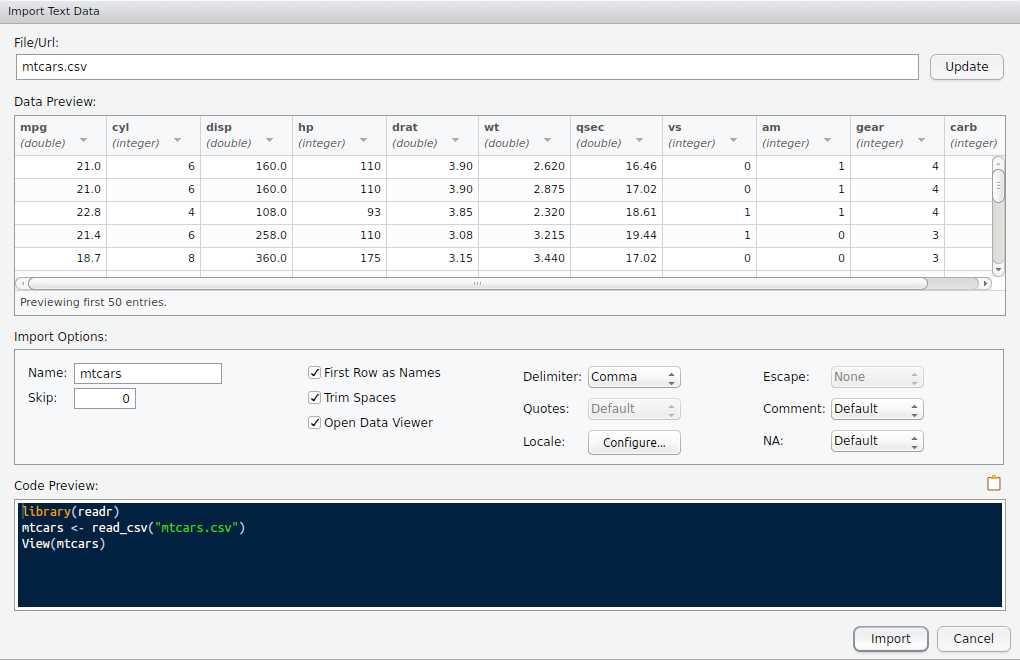 Import Text Data
File/Url:
mtcars.csv Update
Data Preview:
mpg cyl disp hp drat wt qsec vs am gear carb
(double) (integer) (double) (integer) (double) (double) (double) (integer) (integer) (integer) (integer)
21.0 6 160.0 110 3.90 2.620 16.46 0 1 4
21.0 6 160.0 110 3.90 2.875 17.02 0 1 4
22.8 4 108.0 93 3.85 2.320 18.61 1 1 4
21.4 6 258.0 110 3.08 3.215 19.44 1 0 3
18.7 8 360.0 175 3.15 3.440 17.02 0 0 3
Previewing first 50 entries.
Import Options:
Name: mtcars First Row as Names Delimiter: Comma Escape: None
Skip: 0 Trim Spaces Quotes: Default Comment: Default
Open Data Viewer Locale: Configure... NA: Default
Code Preview:
library(readr)
mtcars <- read_csv("mtcars.csv")
View(mtcars)
Import Cancel